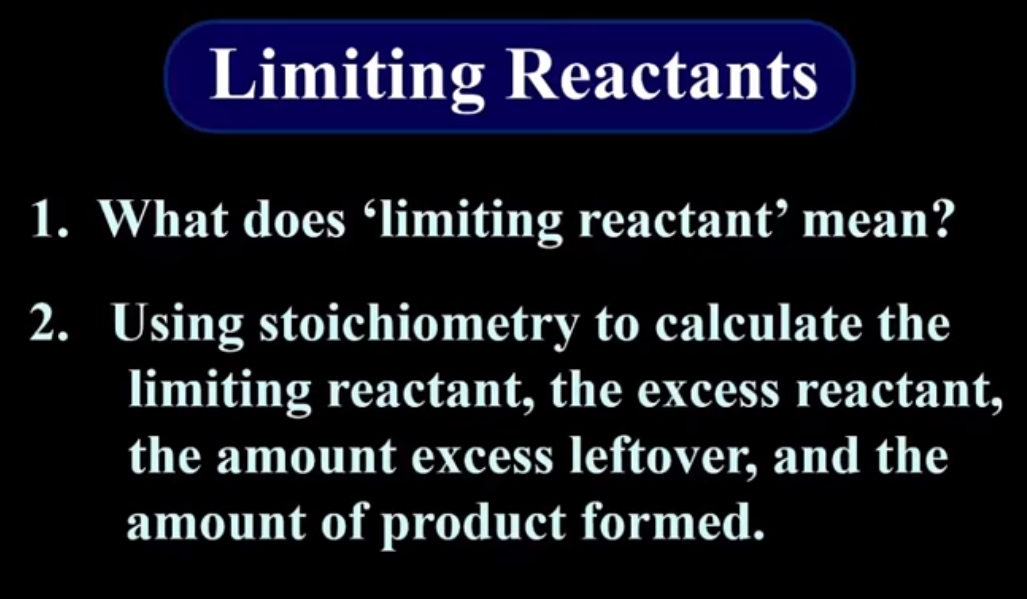 Limiting Reactants
1. What does ‘limiting reactant’ mean?
2. Using stoichiometry to calculate the
limiting reactant, the excess reactant,
the amount excess leftover, and the
amount of product formed.